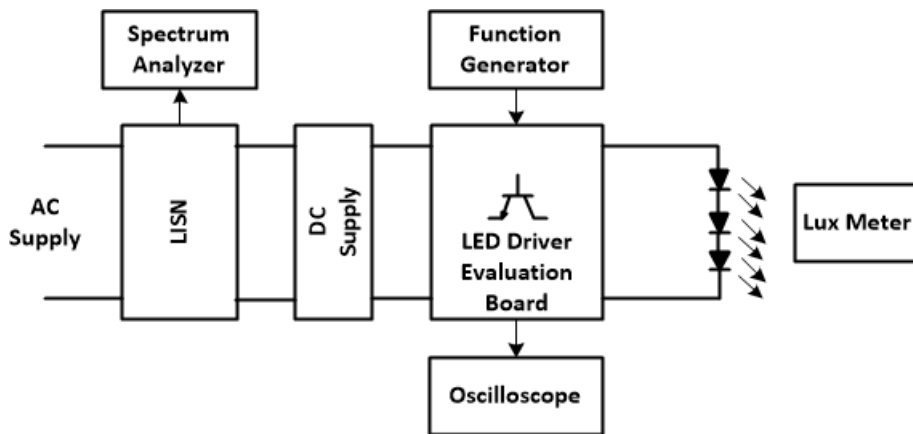 Spectrum
Analyzer
Function
Generator
AC
Supply
LISN
DC
Supply
LED Driver
Evaluation
Board
Lux Meter
Oscilloscope